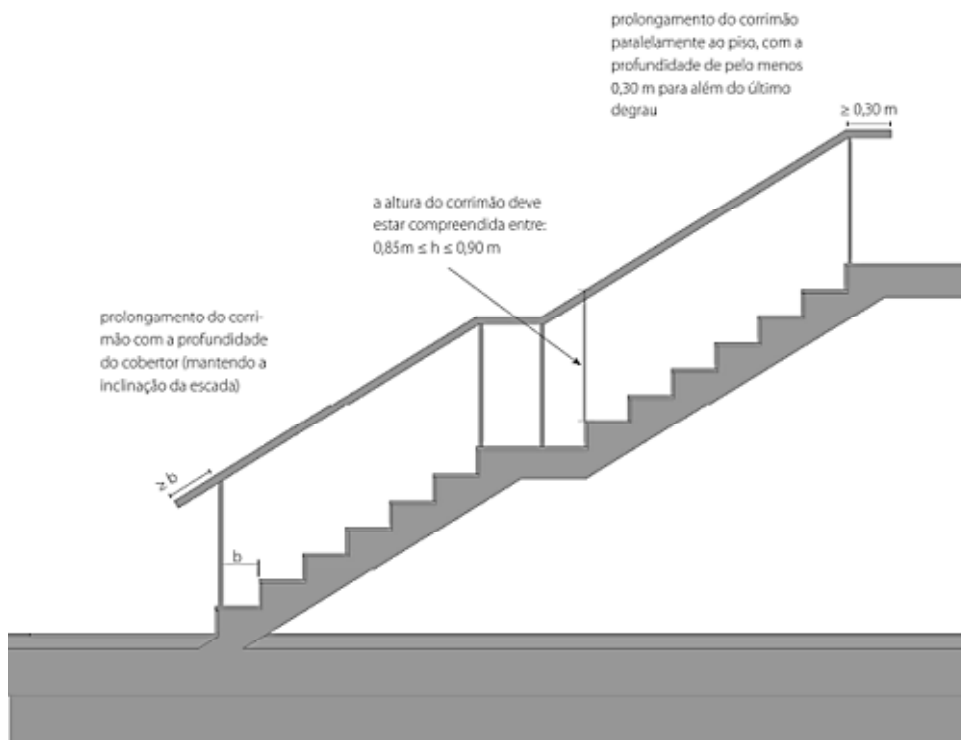 prolongamento do corrimão
paralelamente ao piso, com a
profundidade de pelo menos
0,30 m para além do último
degrau
≥ 0,30 m
a altura do corrimão deve
estar compreendida entre:
0,85m ≤ h ≤ 0,90 m
prolongamento do corri-
mão com a profundidade
do cobertor (mantendo a
inclinação da escada)
≥ b
b